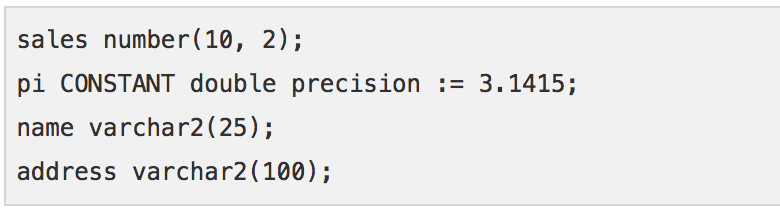 sales number(10, 2);
pi CONSTANT double precision := 3.1415;
name varchar2(25);
address varchar2(100);